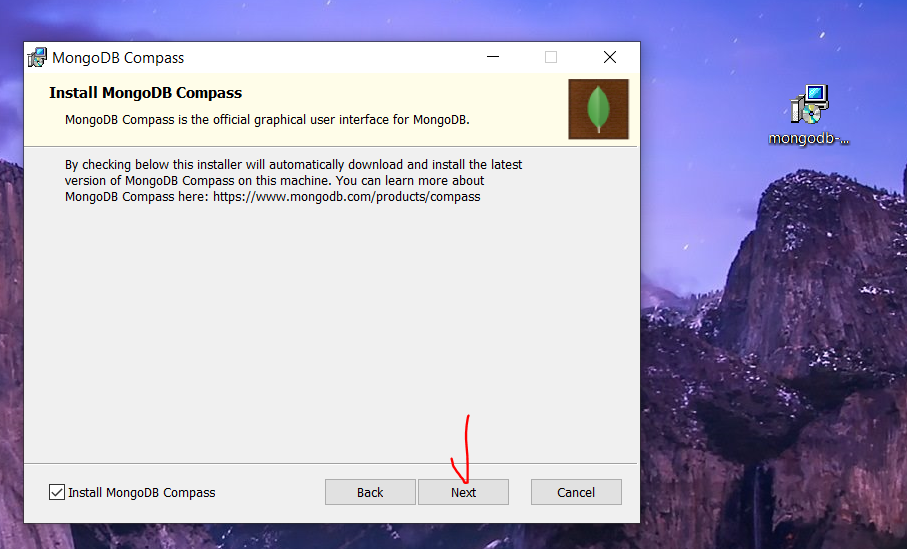 MongoDB Compass
Install MongoDB Compass
MongoDB Compass is the official graphical user interface for MongoDB.
By checking below this installer will automatically download and install the latest
version of MongoDB Compass on this machine. You can learn more about
MongoDB Compass here: https://www.mongodb.com/products/compass
Install MongoDB Compass
Back
Next
Cancel
mongodb-...